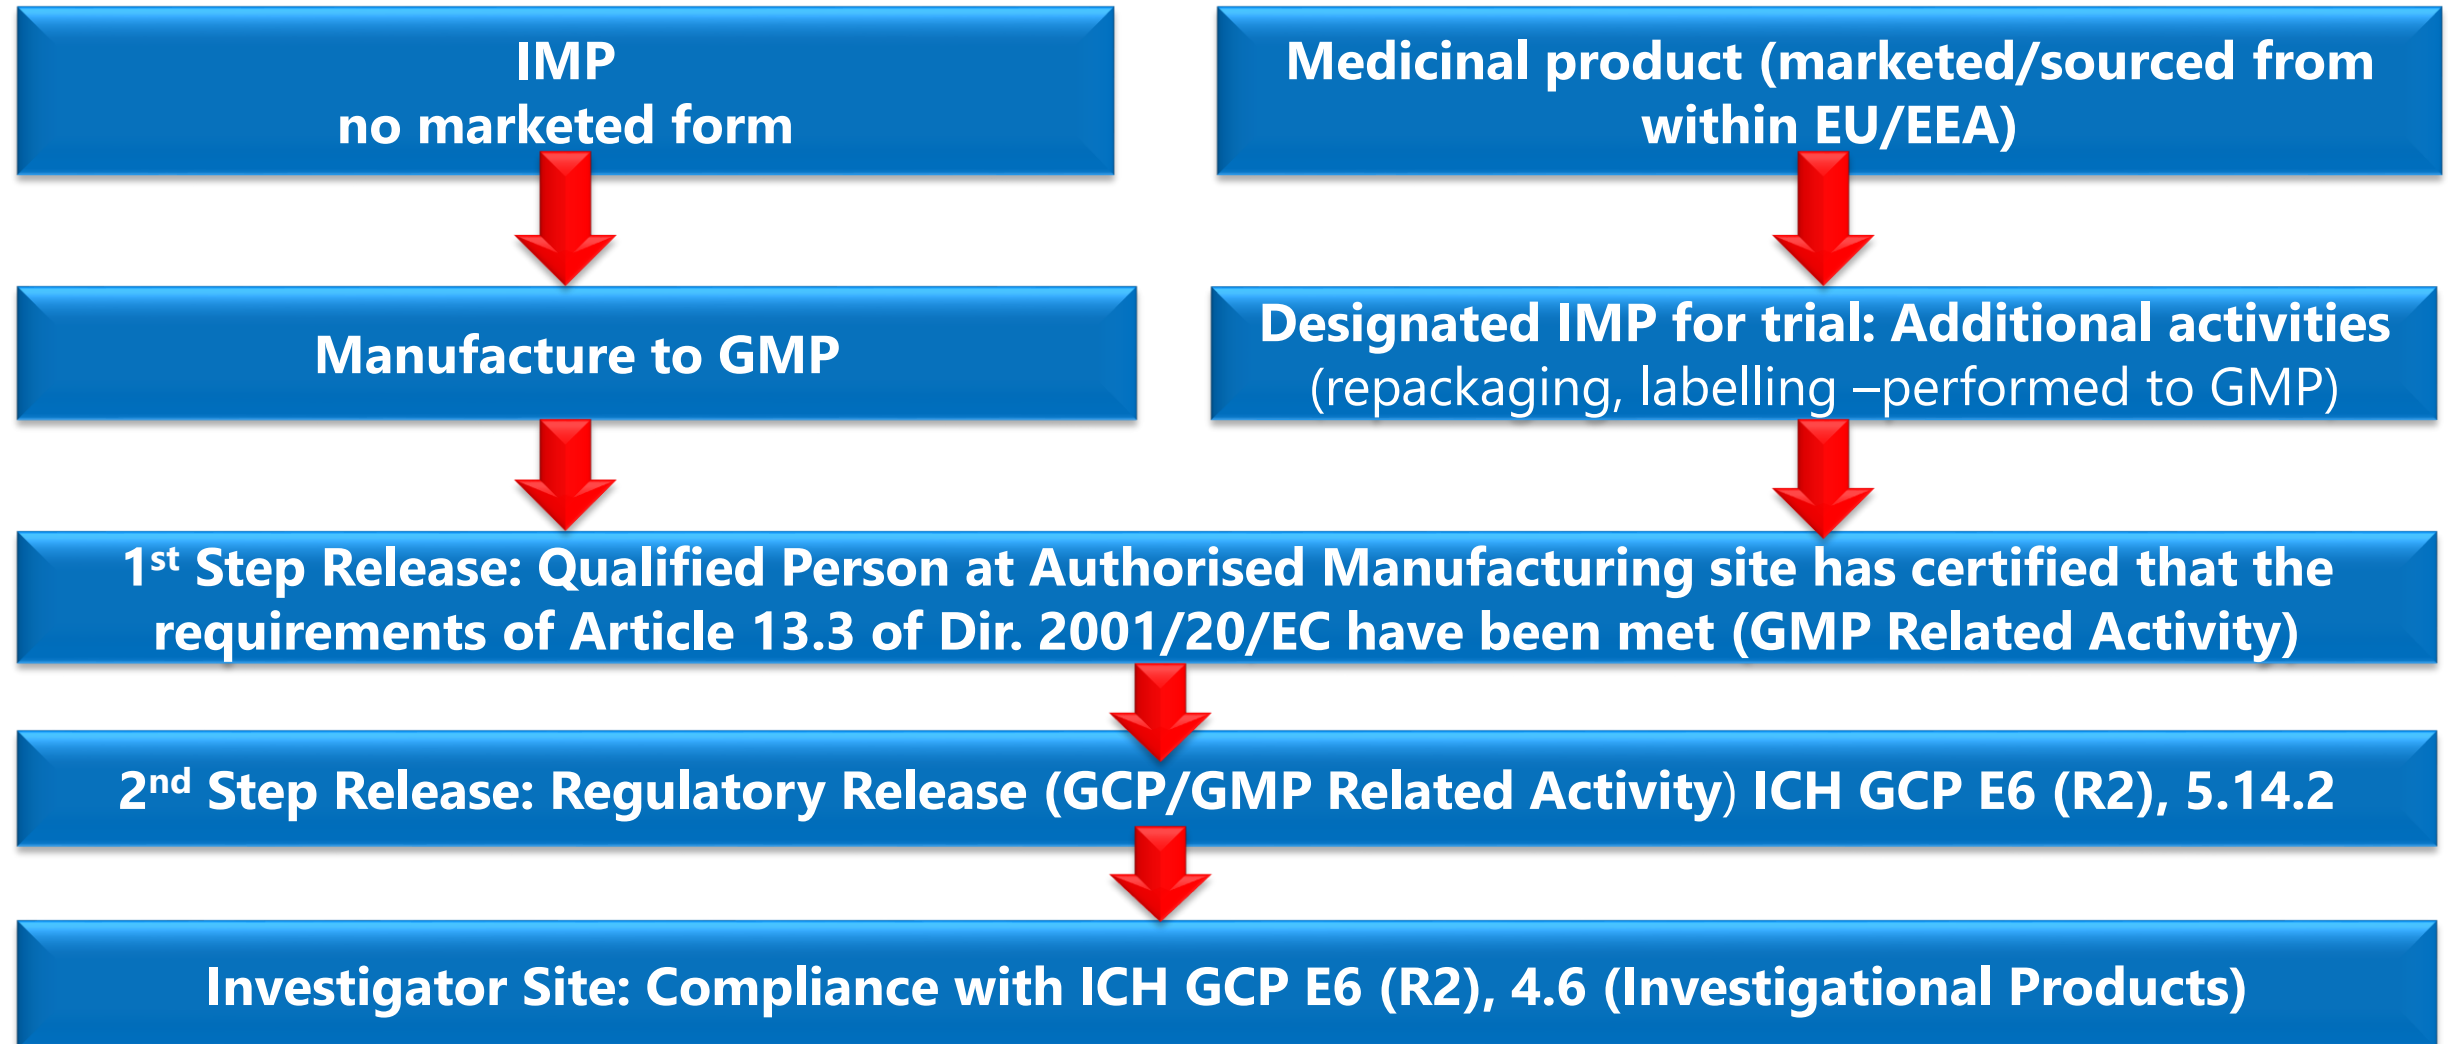 IMP
no marketed form
Medicinal product (marketed/sourced from
within EU/EEA)
Manufacture to GMP
Designated IMP for trial: Additional activities
(repackaging, labelling –performed to GMP)
1st Step Release: Qualified Person at Authorised Manufacturing site has certified that the
requirements of Article 13.3 of Dir. 2001/20/EC have been met (GMP Related Activity)
2nd Step Release: Regulatory Release (GCP/GMP Related Activity) ICH GCP E6 (R2), 5.14.2
Investigator Site: Compliance with ICH GCP E6 (R2), 4.6 (Investigational Products)